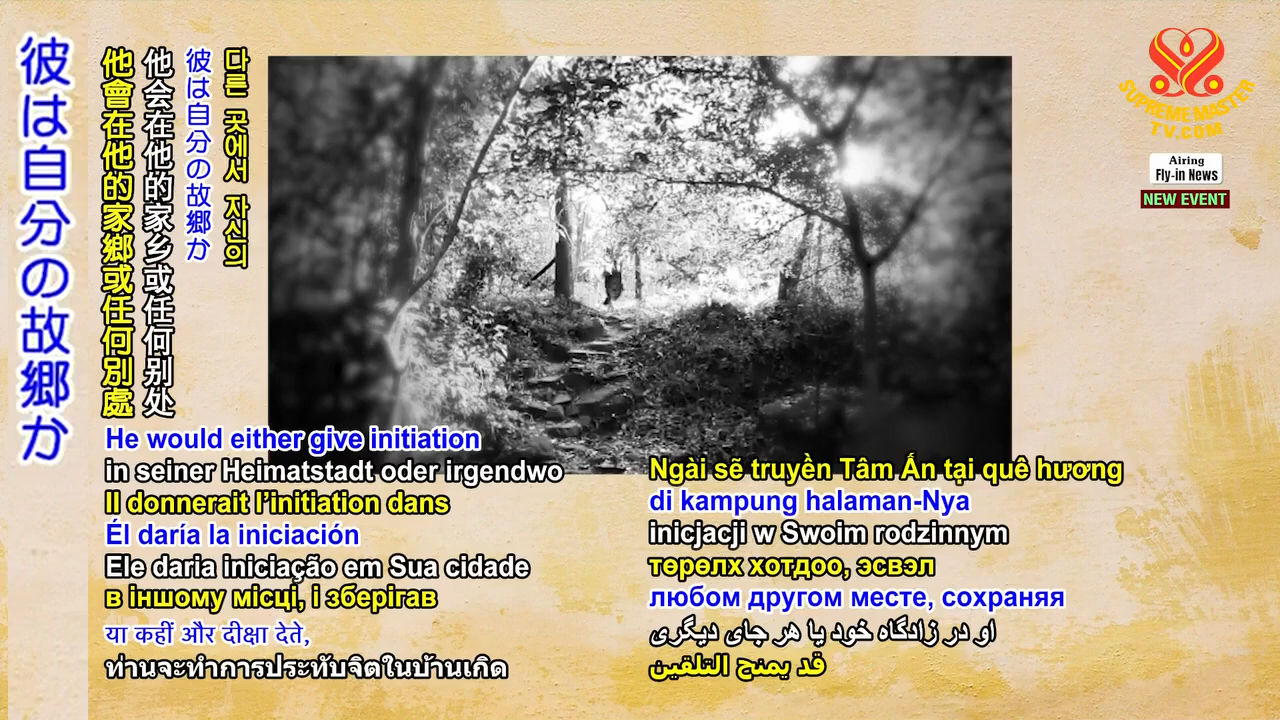 彼は自分の故郷か
他會在他的家鄉或任何別處
他会在他的家乡或任何别处
彼は自分の故郷か
다른 곳에서 자신의
SUPREME MASTER
TV.COM
Airing
Fly-in News
NEW EVENT
He would either give initiation
in seiner Heimatstadt oder irgendwo
Il donnerait l’initiation dans
Él daría la iniciación
Ele daria iniciação em Sua cidade
в іншому місці, і зберігав
या कहीं और दीक्षा देते,
ท่านจะทำการประทับจิตในบ้านเกิด
Ngài sẽ truyền Tâm Ấn tại quê hương
di kampung halaman-Nya
inicjacji w Swoim rodzinnym
төрөлх хотдоо, эсвэл
любом другом месте, сохраняя
او در زادگاه خود یا هر جای دیگری
قد يمنح التلقين